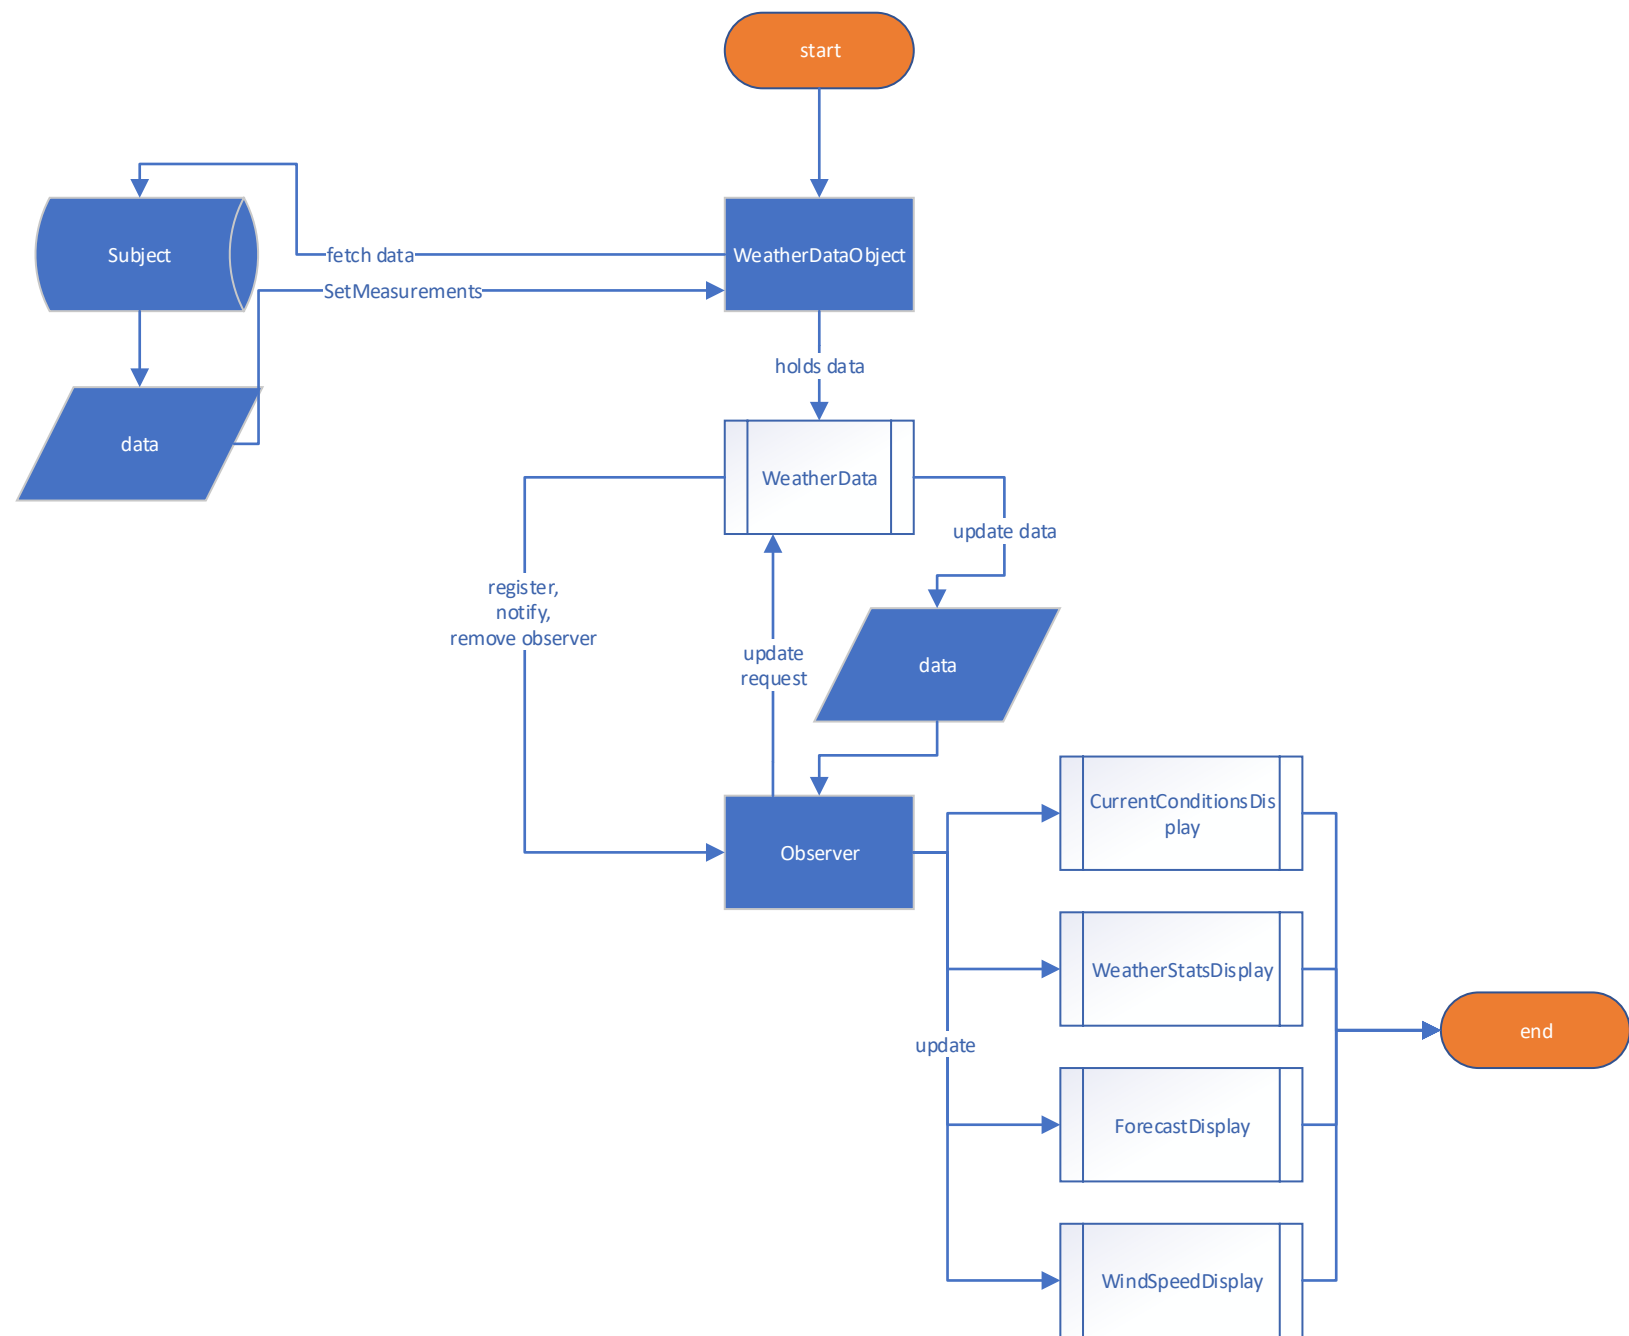 start
Subject
fetch data
WeatherDataObject
SetMeasurements
holds data
data
WeatherData
update data
register,
notify,
remove observer
update
request
data
CurrentConditionsDis
play
Observer
WeatherStatsDisplay
update
end
ForecastDisplay
WindSpeedDisplay